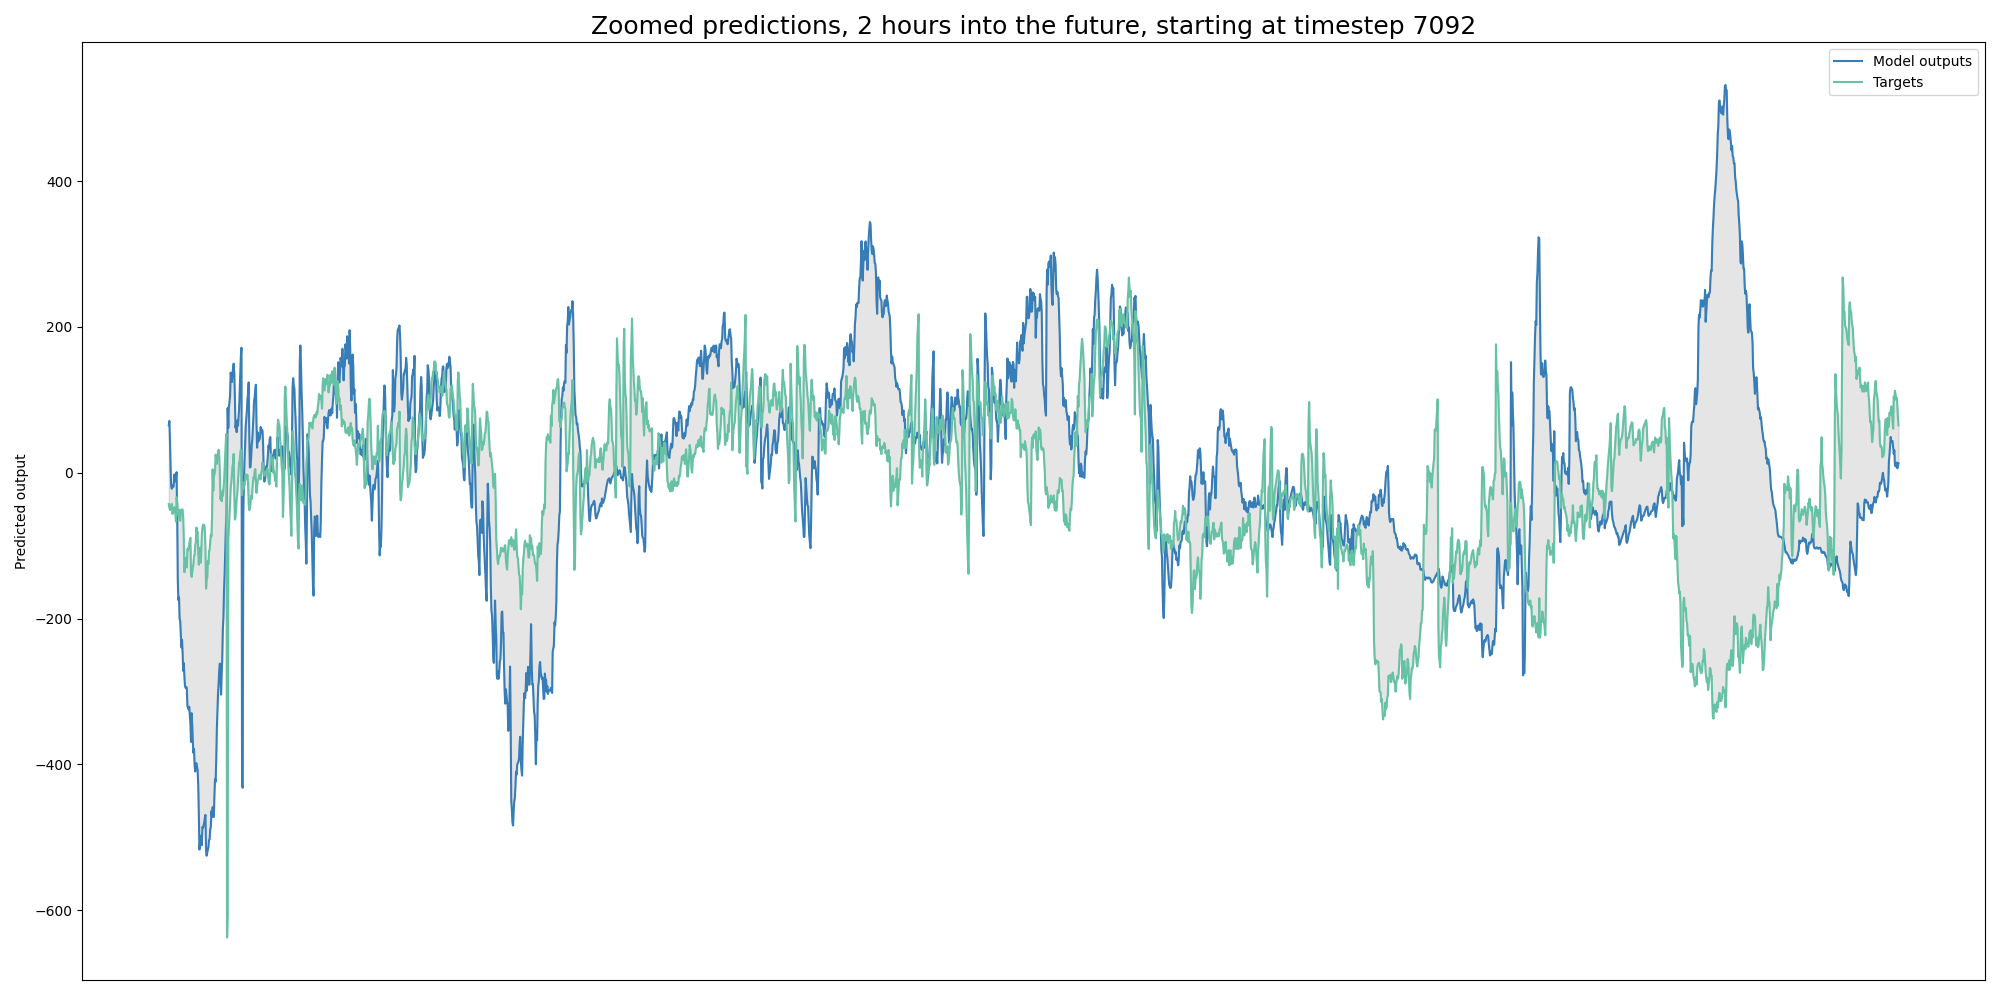 Zoomed predictions, 2 hours into the future, starting at timestep 7092
Model outputs
Targets
400
200
0
−200
−400
−600
Predicted output